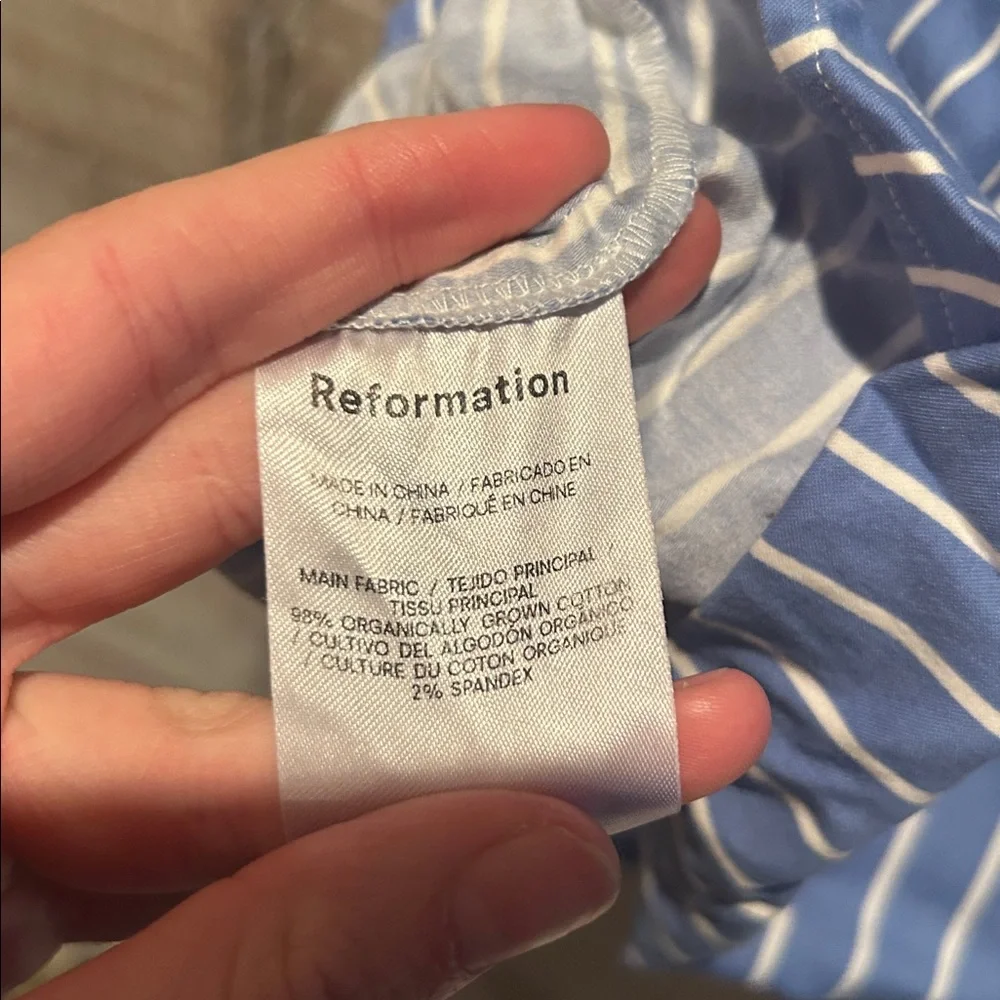 Reformation
MADE IN CHINA / FABRICADO EN
CHINA / FABRIQUÉ EN CHINE
MAIN FABRIC / TEJIDO PRINCIPAL /
TISSU PRINCIPAL
98% ORGANICALLY GROWN COTTON
/ CULTIVO DEL ALGODÓN ORGÁNICO
/ CULTURE DU COTON ORGANIQUE
2% SPANDEX